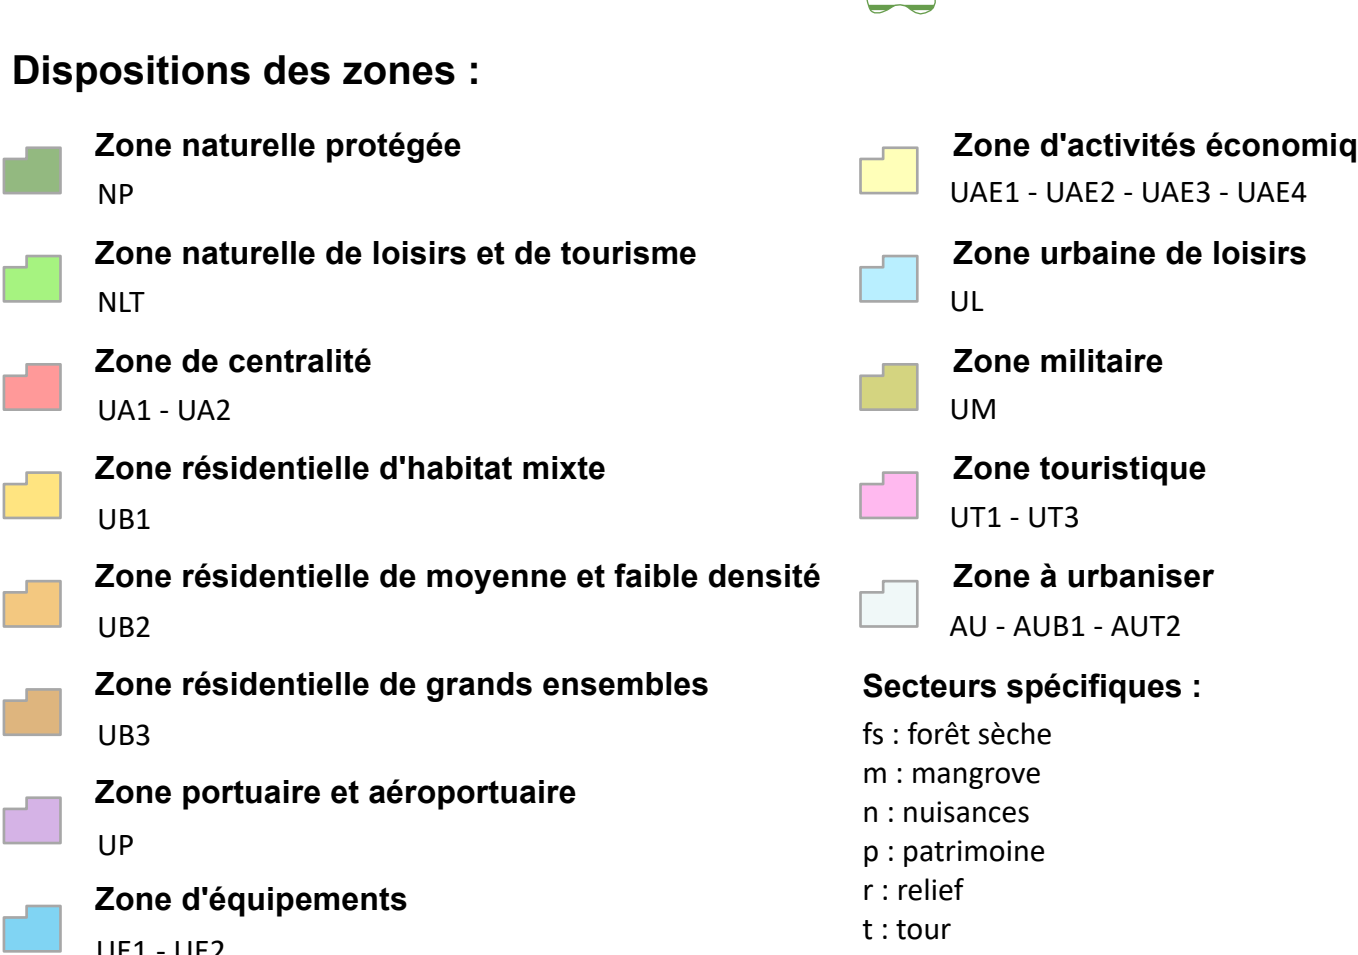 Dispositions des zones :
Zone naturelle protégée
NP
Zone naturelle de loisirs et de tourisme
NLT
Zone de centralité
UA1 - UA2
Zone résidentielle d'habitat mixte
UB1
Zone résidentielle de moyenne et faible densité
UB2
Zone résidentielle de grands ensembles
UB3
Zone portuaire et aéroportuaire
UP
Zone d'équipements
UE1 - UE2
Zone d'activités économiq
UAE1 - UAE2 - UAE3 - UAE4
Zone urbaine de loisirs
UL
Zone militaire
UM
Zone touristique
UT1 - UT3
Zone à urbaniser
AU - AUB1 - AUT2
Secteurs spécifiques :
fs : forêt sèche
m : mangrove
n : nuisances
p : patrimoine
r : relief
t : tour